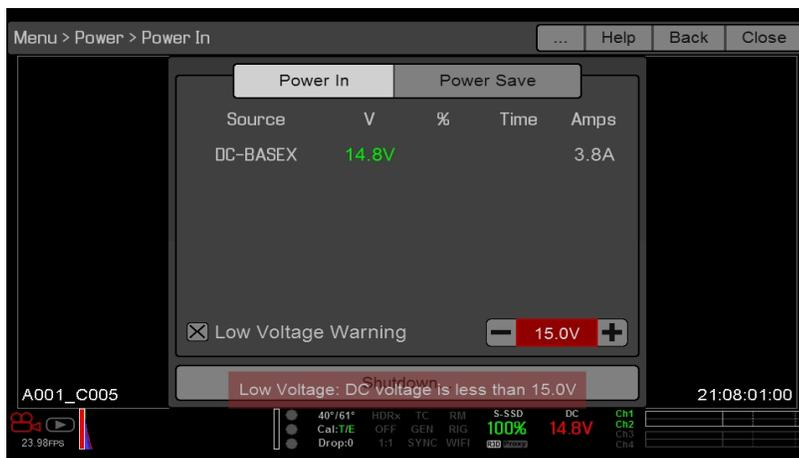 Menu > Power > Power In ... Help Back Close
Power In Power Save
Source V % Time Amps
DC-BASEX 14.8V 3.8A
Low Voltage Warning 15.0V
Shutdown
Low Voltage: DC voltage is less than 15.0V
A001_C005 21:08:01:00
40°/61° HDRx TC RM S-SSD DC Ch1
Cal:T/E OFF GEN RIG 100% 14.8V Ch2
23.98FPS Drop:0 1:1 SYNC WIFI R3D Proxy Ch3
Ch4